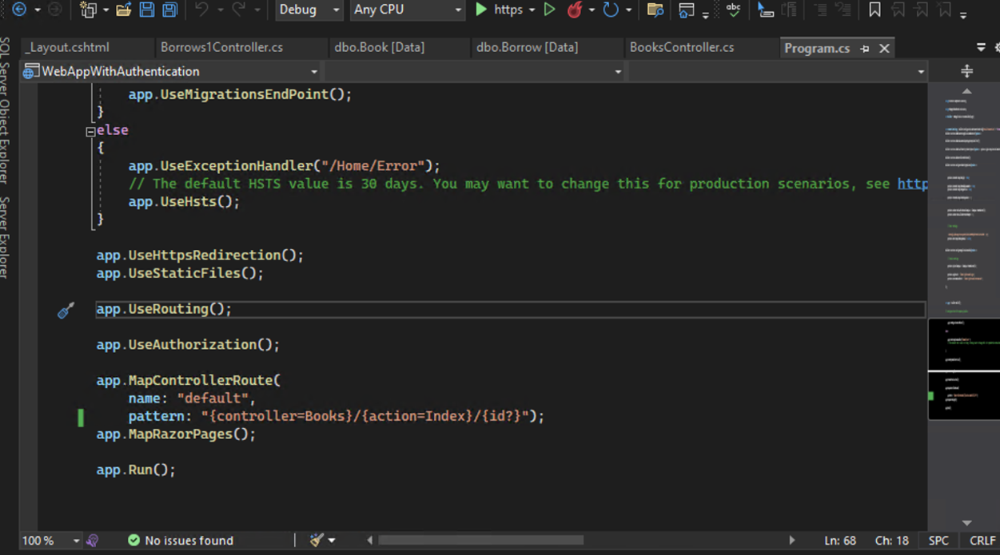 Debug Any CPU https abc
_Layout.cshtml Borrows1Controller.cs dbo.Book [Data] dbo.Borrow [Data] BooksController.cs Program.cs
WebAppWithAuthentication
SQL Server Object Explorer
Server Explorer
app.UseMigrationsEndPoint();
}
else
{
app.UseExceptionHandler("/Home/Error");
// The default HSTS value is 30 days. You may want to change this for production scenarios, see http
app.UseHsts();
}
app.UseHttpsRedirection();
app.UseStaticFiles();
app.UseRouting();
app.UseAuthorization();
app.MapControllerRoute(
name: "default",
pattern: "{controller=Books}/{action=Index}/{id?}");
app.MapRazorPages();
app.Run();
100 % No issues found Ln: 68 Ch: 18 SPC CRLF